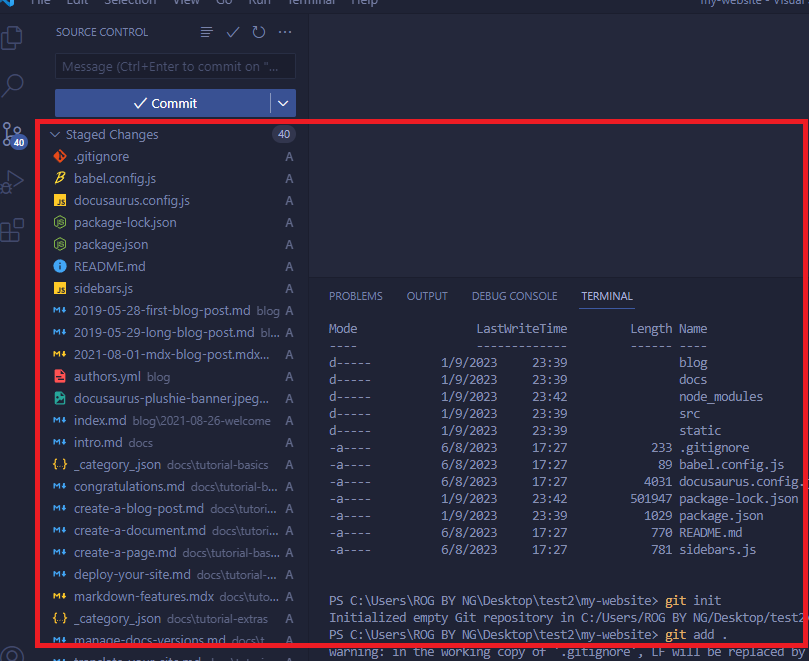 File Edit Selection View Go Run Terminal Help my-website - Visual
SOURCE CONTROL
Message (Ctrl+Enter to commit on "...
Commit
Staged Changes 40
40
.gitignore A
babel.config.js A
docusaurus.config.js A
package-lock.json A
package.json A
README.md A
sidebars.js A
2019-05-28-first-blog-post.md blog A
2019-05-29-long-blog-post.md bl... A
2021-08-01-mdx-blog-post.mdx... A
authors.yml blog A
docusaurus-plushie-banner.jpeg... A
index.md blog\2021-08-26-welcome A
intro.md docs A
_category_.json docs\tutorial-basics A
congratulations.md docs\tutorial-b... A
create-a-blog-post.md docs\tutori... A
create-a-document.md docs\tutori... A
create-a-page.md docs\tutorial-bas... A
deploy-your-site.md docs\tutorial-... A
markdown-features.mdx docs\tuto... A
_category_.json docs\tutorial-extras A
manage-docs-versions.md docs\t... A
translate-your-site.md docs\tutorial... A
PROBLEMS OUTPUT DEBUG CONSOLE TERMINAL
Mode LastWriteTime Length Name
---- ------------- ------ ----
d----- 1/9/2023 23:39 blog
d----- 1/9/2023 23:39 docs
d----- 1/9/2023 23:42 node_modules
d----- 1/9/2023 23:39 src
d----- 1/9/2023 23:39 static
-a---- 6/8/2023 17:27 233 .gitignore
-a---- 6/8/2023 17:27 89 babel.config.js
-a---- 6/8/2023 17:27 4031 docusaurus.config.j
-a---- 1/9/2023 23:42 501947 package-lock.json
-a---- 1/9/2023 23:39 1029 package.json
-a---- 6/8/2023 17:27 770 README.md
-a---- 6/8/2023 17:27 781 sidebars.js
PS C:\Users\ROG BY NG\Desktop\test2\my-website> git init
Initialized empty Git repository in C:/Users/ROG BY NG/Desktop/test2
PS C:\Users\ROG BY NG\Desktop\test2\my-website> git add .
warning: in the working copy of '.gitignore', LF will be replaced by